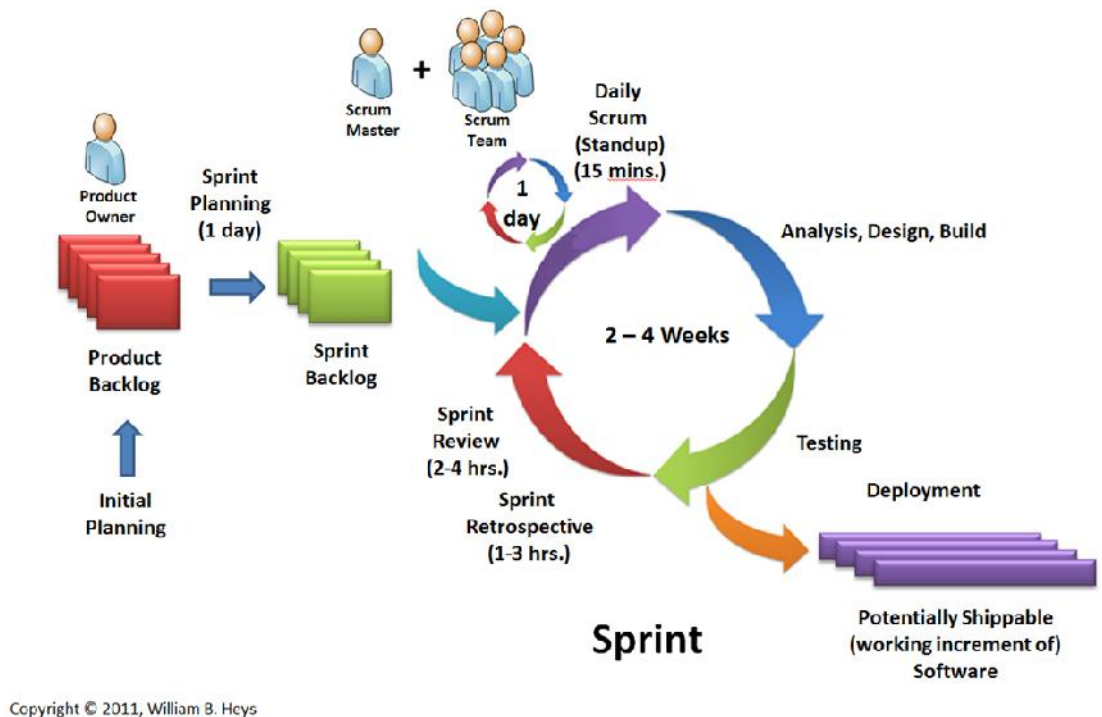 Scrum
Master
+
Scrum
Team
Daily
Scrum
(Standup)
(15 mins.)
Product
Owner
Sprint
Planning
(1 day)
1
day
Analysis, Design, Build
2 – 4 Weeks
Product
Backlog
Sprint
Backlog
Sprint
Review
(2-4 hrs.)
Testing
Initial
Planning
Sprint
Retrospective
(1-3 hrs.)
Deployment
Potentially Shippable
(working increment of)
Software
Sprint
Copyright © 2011, William B. Heys